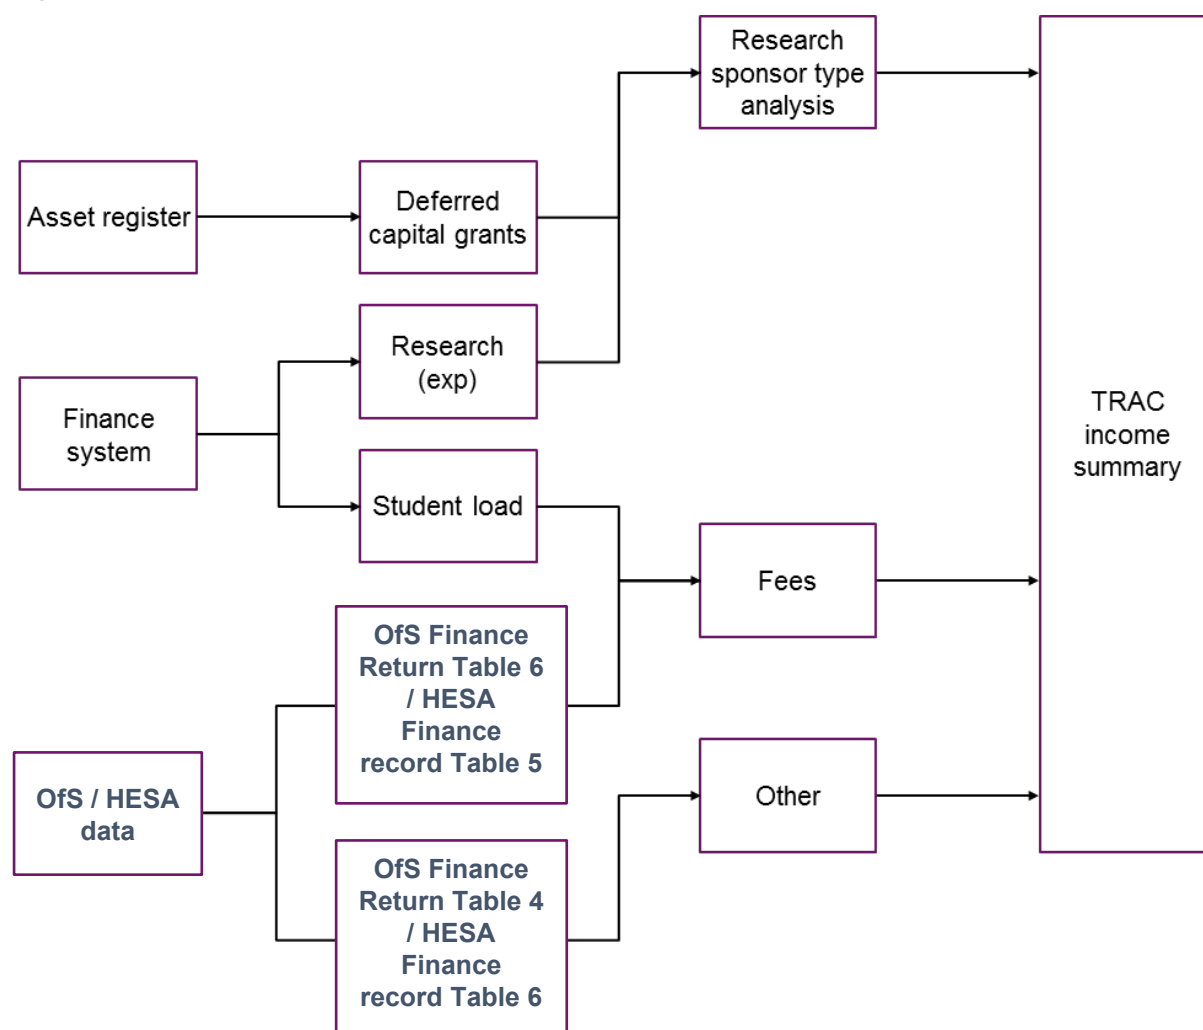 Research
sponsor type
analysis
Asset register
Deferred
capital grants
Research
(exp)
Finance
system
Student load
TRAC
income
summary
Fees
OfS Finance
Return Table 6
/ HESA
Finance
record Table 5
OfS / HESA
data
Other
OfS Finance
Return Table 4
/ HESA
Finance
record Table 6